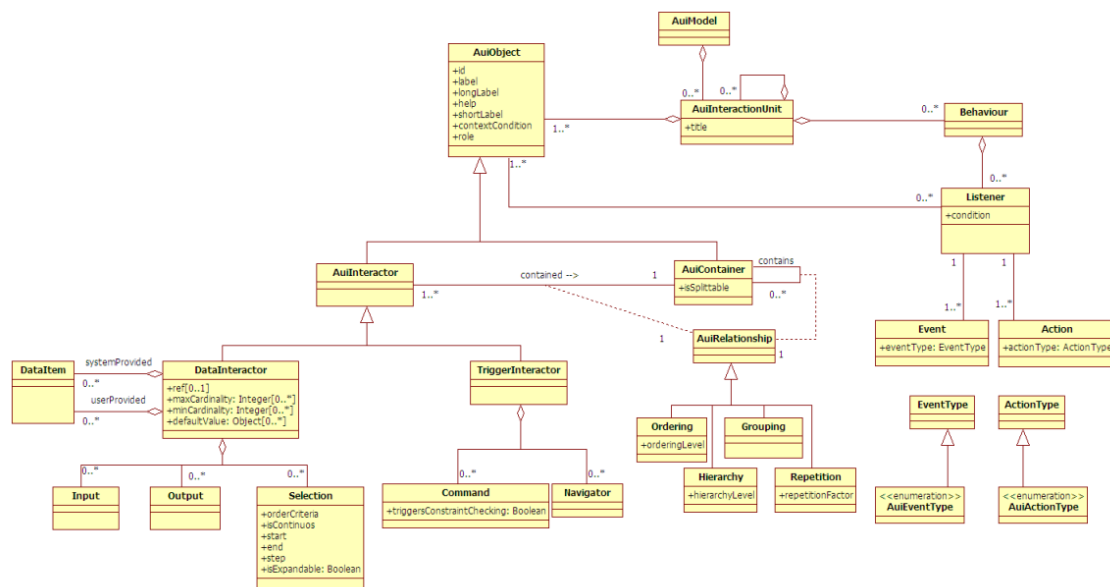 AuiModel
AuiObject
+id
+label
+longLabel
+help
+shortLabel
+contextCondition
+role
0..*
0..*
AuiInteractionUnit
+title
1..*
0..*
Behaviour
0..*
1..*
0..*
Listener
+condition
AuiInteractor
1..*
contained -->
1
AuiContainer
+isSplittable
contains
0..*
1
1
1..*
1..*
Event
+eventType: EventType
Action
+actionType: ActionType
1
AuiRelationship
1
DataItem
systemProvided
0..*
userProvided
0..*
DataInteractor
+ref[0..1]
+maxCardinality: Integer[0..*]
+minCardinality: Integer[0..*]
+defaultValue: Object[0..*]
TriggerInteractor
EventType
ActionType
Ordering
+orderingLevel
Grouping
Hierarchy
+hierarchyLevel
Repetition
+repetitionFactor
0..*
0..*
0..*
Input
Output
Selection
+orderCriteria
+isContinuos
+start
+end
+step
+isExpandable: Boolean
0..*
0..*
Command
+triggersConstraintChecking: Boolean
Navigator
<<enumeration>>
AuiEventType
<<enumeration>>
AuiActionType